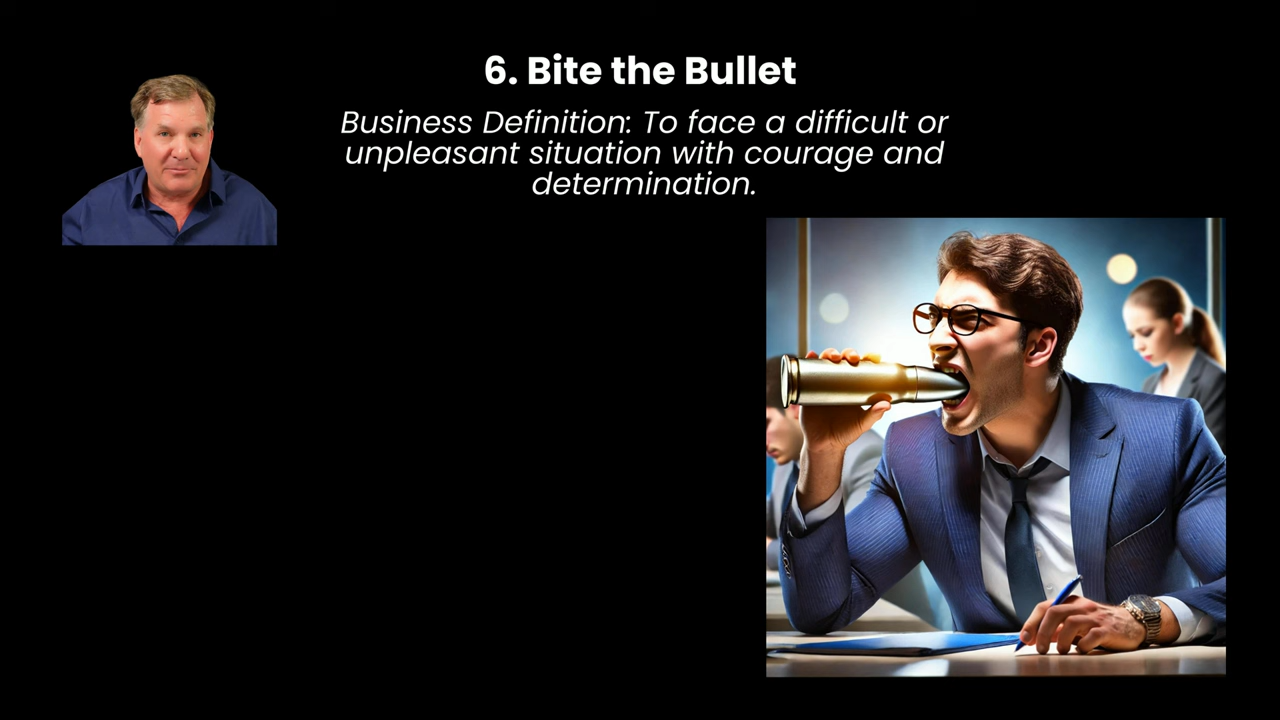 6. Bite the Bullet
Business Definition: To face a difficult or
unpleasant situation with courage and
determination.